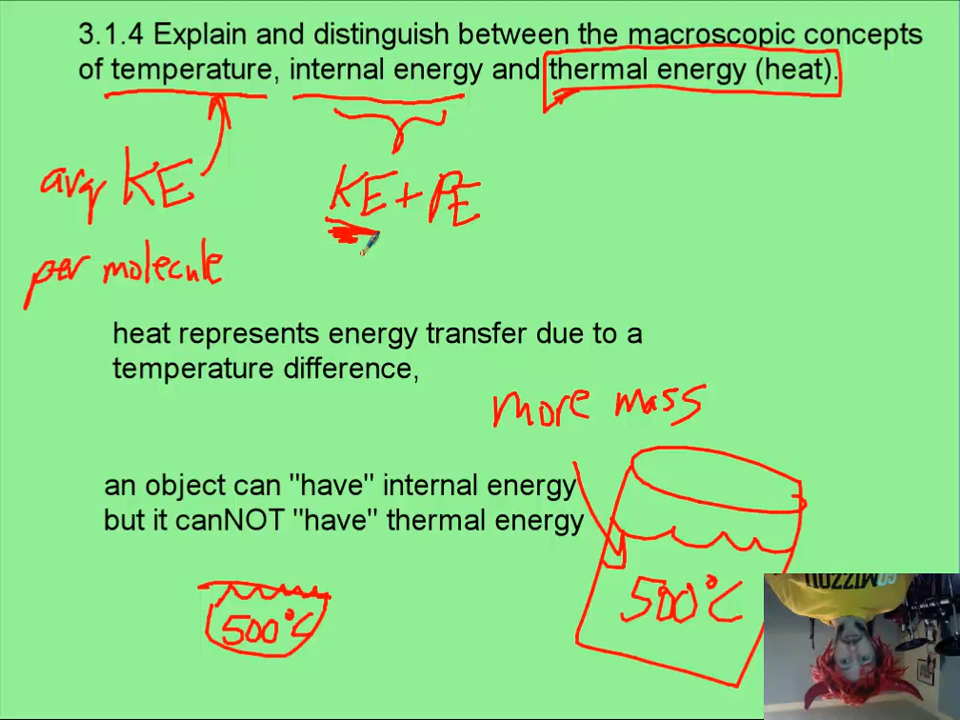 3.1.4 Explain and distinguish between the macroscopic concepts
of temperature, internal energy and thermal energy (heat).
avg KE
KE + PE
per molecule
heat represents energy transfer due to a
temperature difference,
more mass
an object can "have" internal energy
but it canNOT "have" thermal energy
500°C
500°C
GOMIZZOU